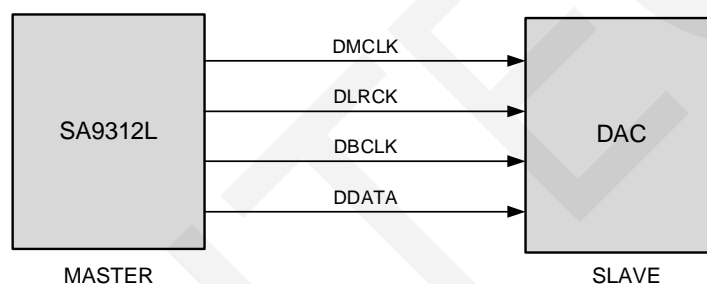 DMCLK
DLRCK
SA9312L
DAC
DBCLK
DDATA
MASTER
SLAVE